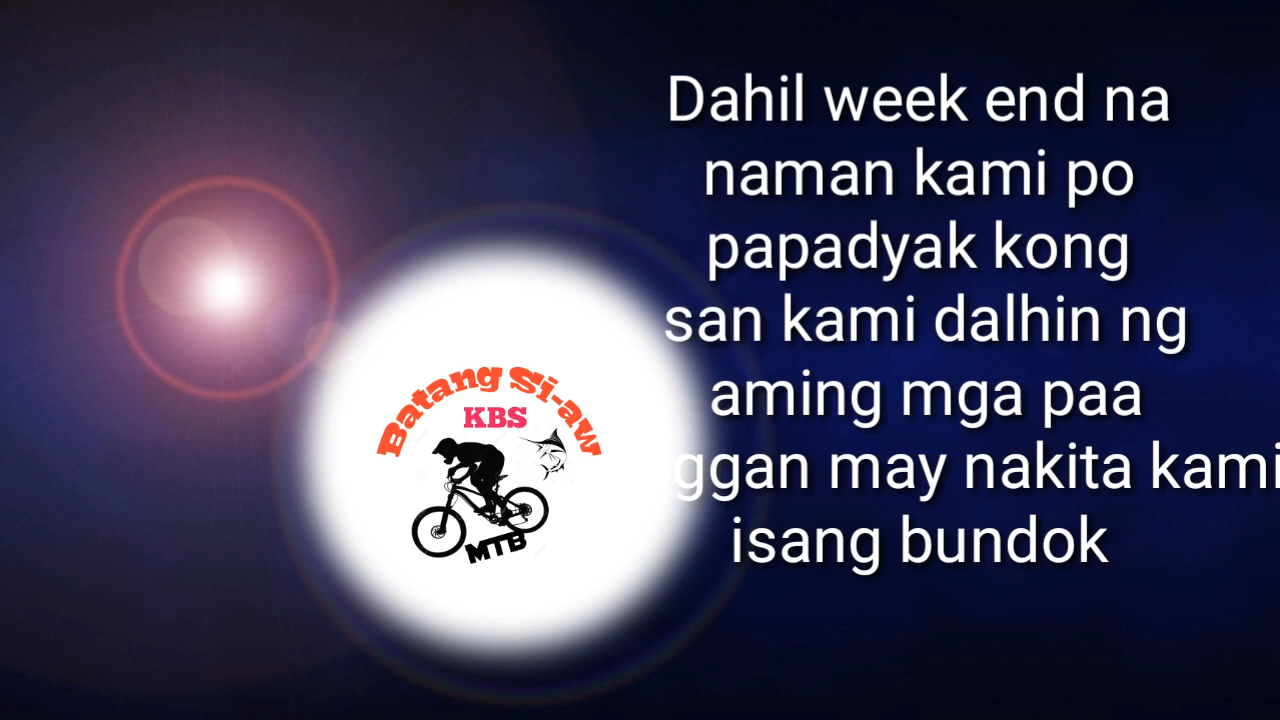 Dahil week end na
naman kami po
papadyak kong
san kami dalhin ng
aming mga paa
ggan may nakita kami
isang bundok
Batang Si-aw
KBS
MTB